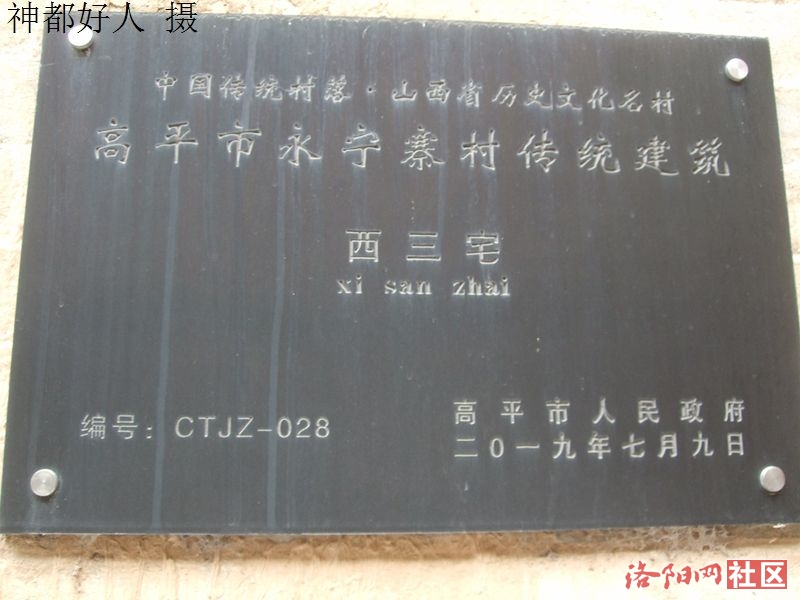 神都好人 摄
中国传统村落·山西省历史文化名村
高平市永宁寨村传统建筑
西三宅
xi san zhai
编号：CTJZ-028
高平市人民政府
二〇一九年七月九日
洛阳网社区